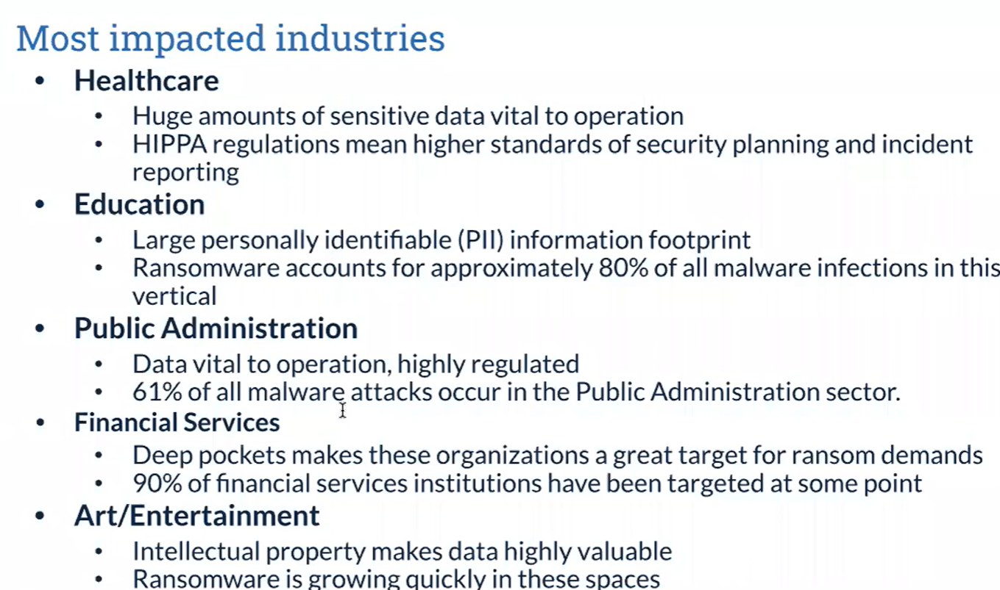 Most impacted industries
• Healthcare
• Huge amounts of sensitive data vital to operation
• HIPPA regulations mean higher standards of security planning and incident
reporting
• Education
• Large personally identifiable (PII) information footprint
• Ransomware accounts for approximately 80% of all malware infections in this
vertical
• Public Administration
• Data vital to operation, highly regulated
• 61% of all malware attacks occur in the Public Administration sector.
• Financial Services
• Deep pockets makes these organizations a great target for ransom demands
• 90% of financial services institutions have been targeted at some point
• Art/Entertainment
• Intellectual property makes data highly valuable
• Ransomware is growing quickly in these spaces